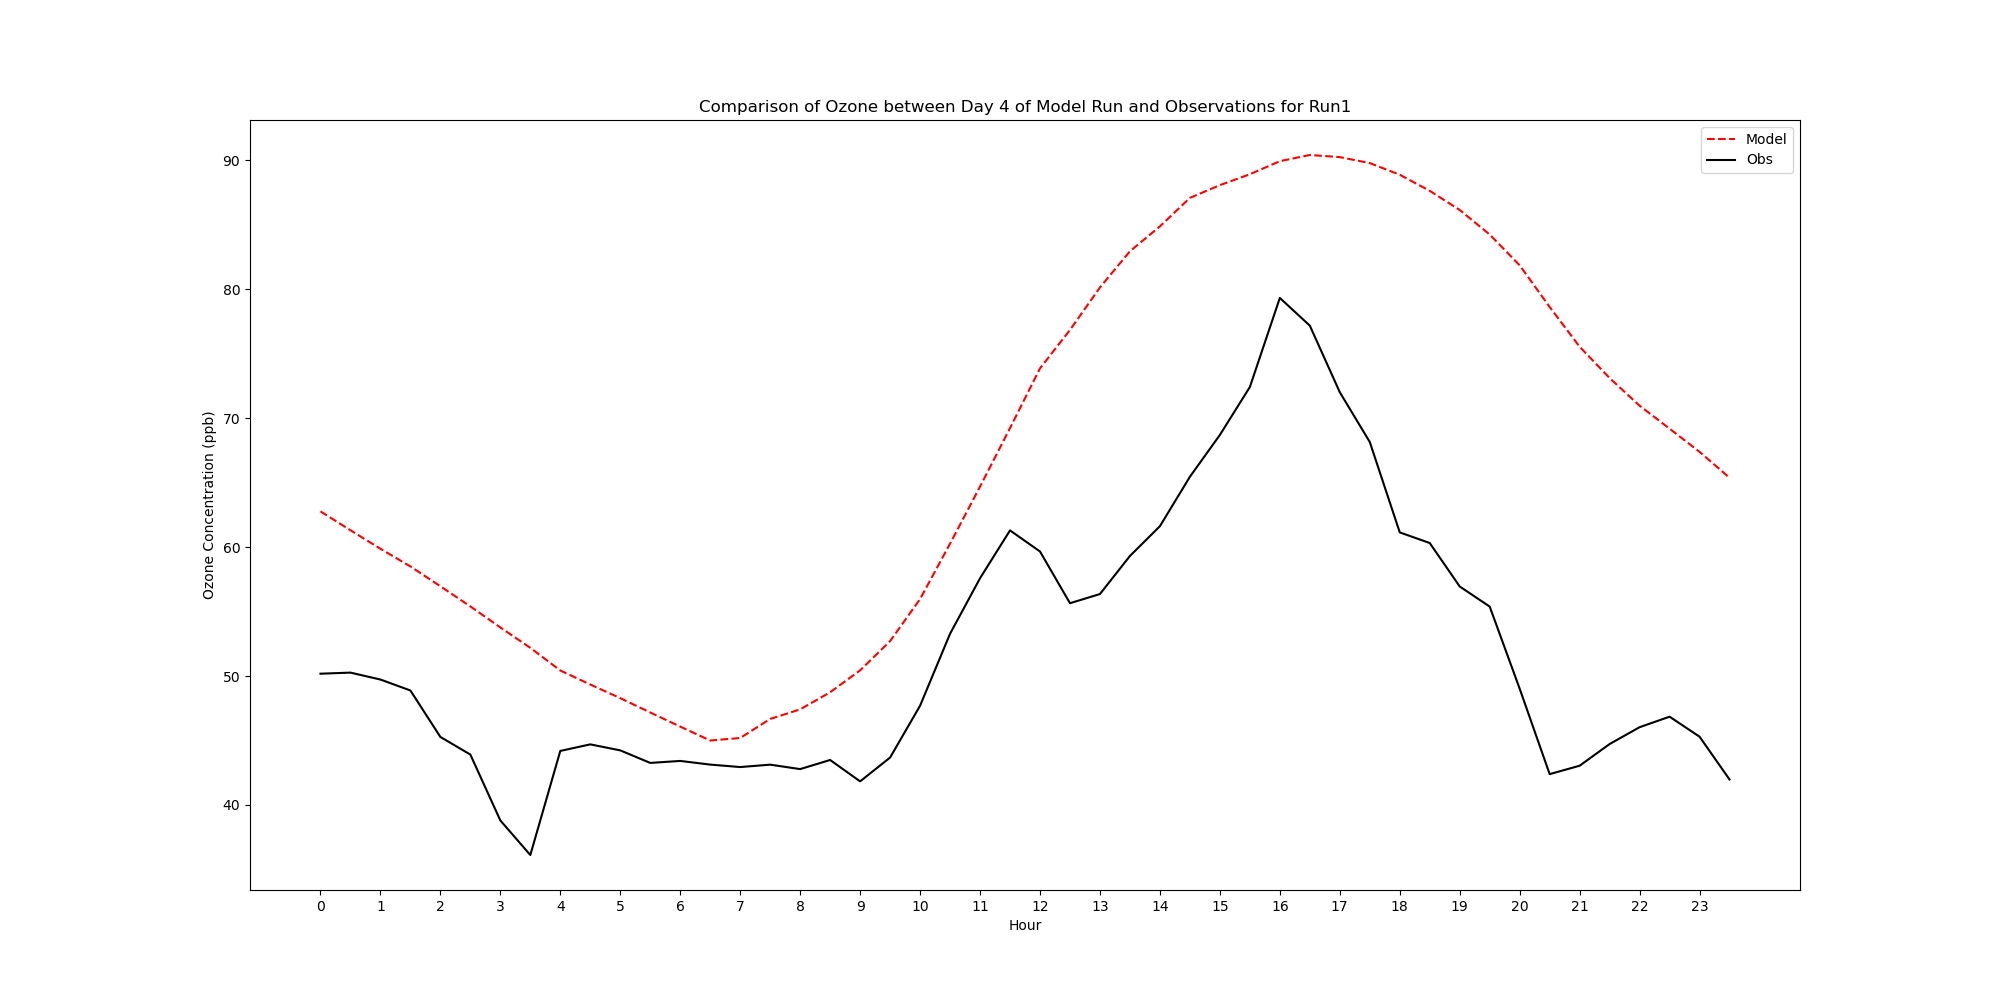 Comparison of Ozone between Day 4 of Model Run and Observations for Run1
Model
Obs
Ozone Concentration (ppb)
90
80
70
60
50
40
0 1 2 3 4 5 6 7 8 9 10 11 12 13 14 15 16 17 18 19 20 21 22 23
Hour